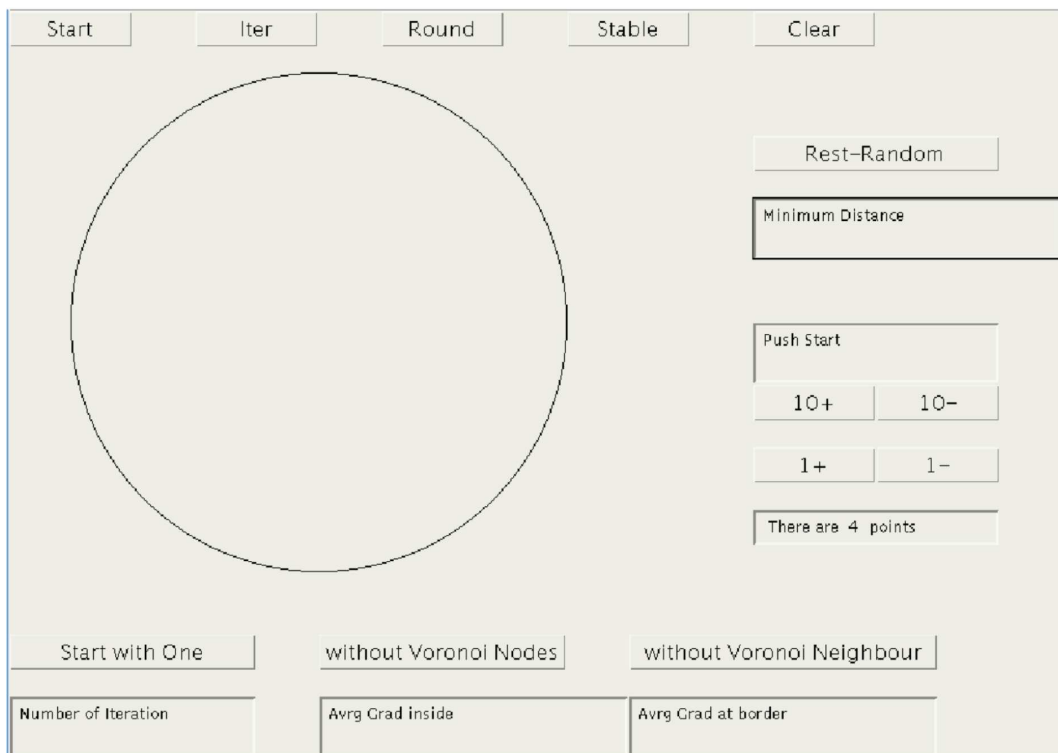 Start Iter Round Stable Clear
Rest-Random
Minimum Distance
Push Start
10+ 10-
1+ 1-
There are 4 points
Start with One without Voronoi Nodes without Voronoi Neighbour
Number of Iteration Avrg Grad inside Avrg Grad at border